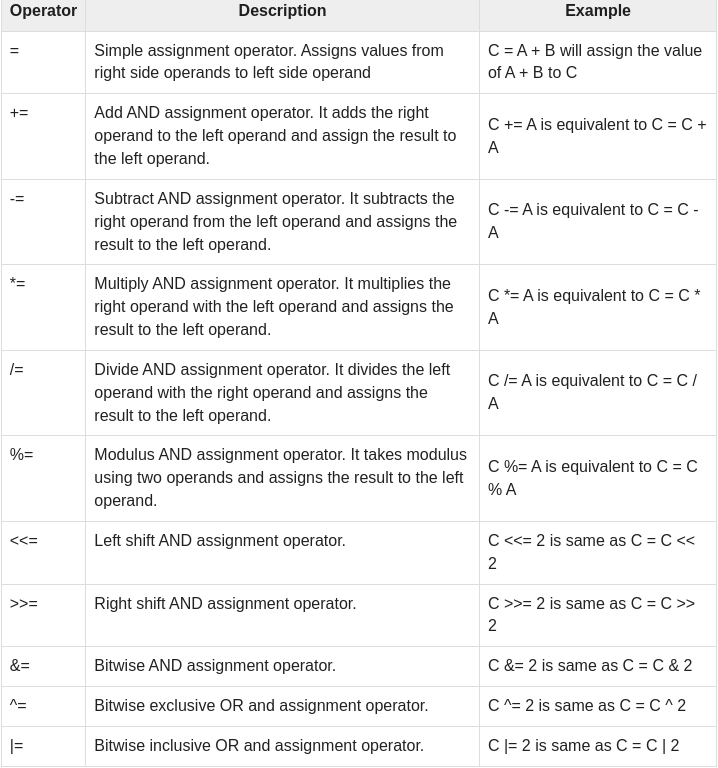 Operator Description Example
= Simple assignment operator. Assigns values from C = A + B will assign the value
right side operands to left side operand of A + B to C
+= Add AND assignment operator. It adds the right
operand to the left operand and assign the result to
the left operand.
C += A is equivalent to C = C +
A
-= Subtract AND assignment operator. It subtracts the
right operand from the left operand and assigns the
result to the left operand.
C -= A is equivalent to C = C -
A
*= Multiply AND assignment operator. It multiplies the
right operand with the left operand and assigns the
result to the left operand.
C *= A is equivalent to C = C *
A
/= Divide AND assignment operator. It divides the left
operand with the right operand and assigns the
result to the left operand.
C /= A is equivalent to C = C /
A
%= Modulus AND assignment operator. It takes modulus
using two operands and assigns the result to the left
operand.
C %= A is equivalent to C = C
% A
<<= Left shift AND assignment operator. C <<= 2 is same as C = C <<
2
>>= Right shift AND assignment operator. C >>= 2 is same as C = C >>
2
&= Bitwise AND assignment operator. C &= 2 is same as C = C & 2
^= Bitwise exclusive OR and assignment operator. C ^= 2 is same as C = C ^ 2
|= Bitwise inclusive OR and assignment operator. C |= 2 is same as C = C | 2